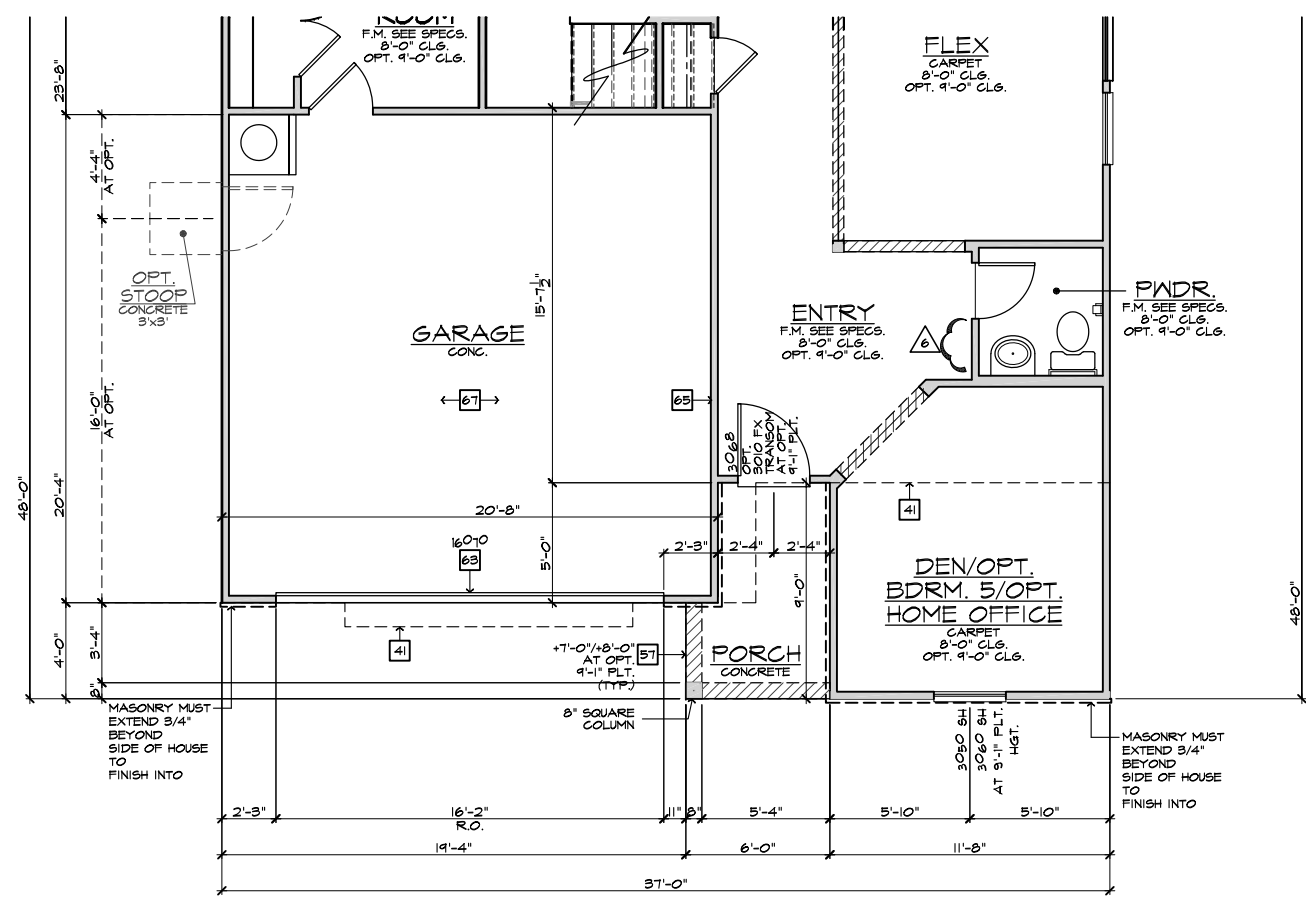 ROOM
F.M. SEE SPECS.
8'-0" CLG.
OPT. 9'-0" CLG.
FLEX
CARPET
8'-0" CLG.
OPT. 9'-0" CLG.
23'-8"
4'-4"
AT OPT.
OPT.
STOOP
CONCRETE
3'x3'
16'-0"
AT OPT.
48'-0"
20'-4"
GARAGE
CONC.
67
65
15'-7 1/2"
ENTRY
F.M. SEE SPECS.
8'-0" CLG.
OPT. 9'-0" CLG.
6
PWDR.
F.M. SEE SPECS.
8'-0" CLG.
OPT. 9'-0" CLG.
3068
OPT.
3010 FX
TRANSOM
AT OPT.
9'-1" PLT.
41
20'-8"
16070
63
5'-0"
2'-3"
2'-4"
2'-4"
9'-0"
DEN/OPT.
BDRM. 5/OPT.
HOME OFFICE
CARPET
8'-0" CLG.
OPT. 9'-0" CLG.
48'-0"
4'-0"
3'-4"
8"
41
+7'-0"/+8'-0"
AT OPT.
9'-1" PLT.
(TYP.)
57
PORCH
CONCRETE
8" SQUARE
COLUMN
MASONRY MUST
EXTEND 3/4"
BEYOND
SIDE OF HOUSE
TO
FINISH INTO
3050 SH
3060 SH
AT 9'-1" PLT.
HGT.
MASONRY MUST
EXTEND 3/4"
BEYOND
SIDE OF HOUSE
TO
FINISH INTO
2'-3"
16'-2"
R.O.
11"
8"
5'-4"
5'-10"
5'-10"
19'-4"
6'-0"
11'-8"
37'-0"